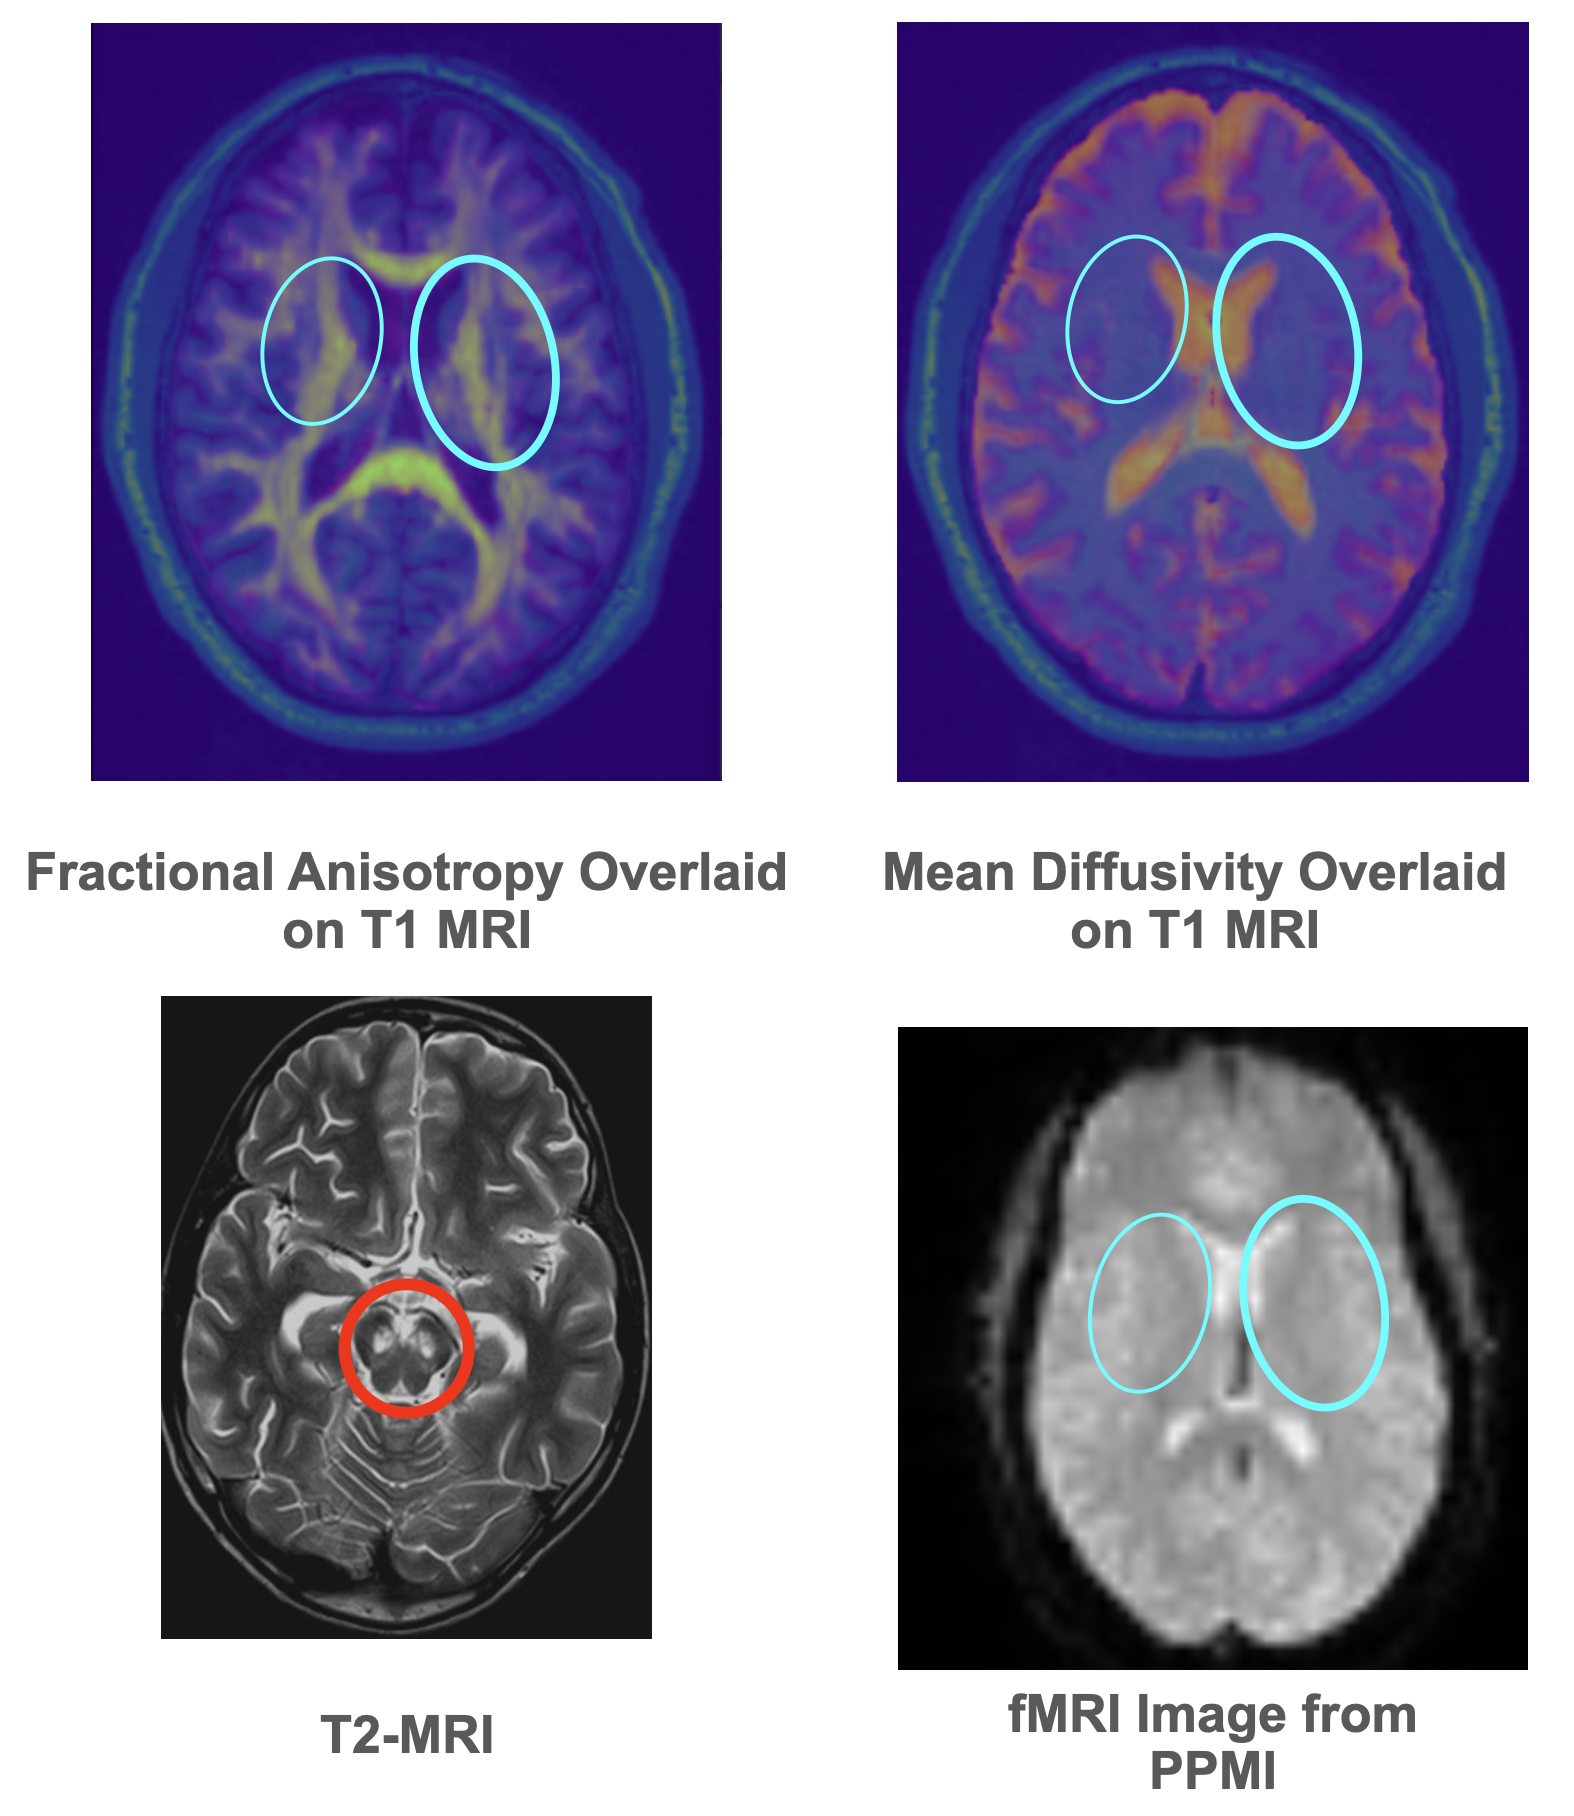 Fractional Anisotropy Overlaid
on T1 MRI
Mean Diffusivity Overlaid
on T1 MRI
T2-MRI
fMRI Image from
PPMI